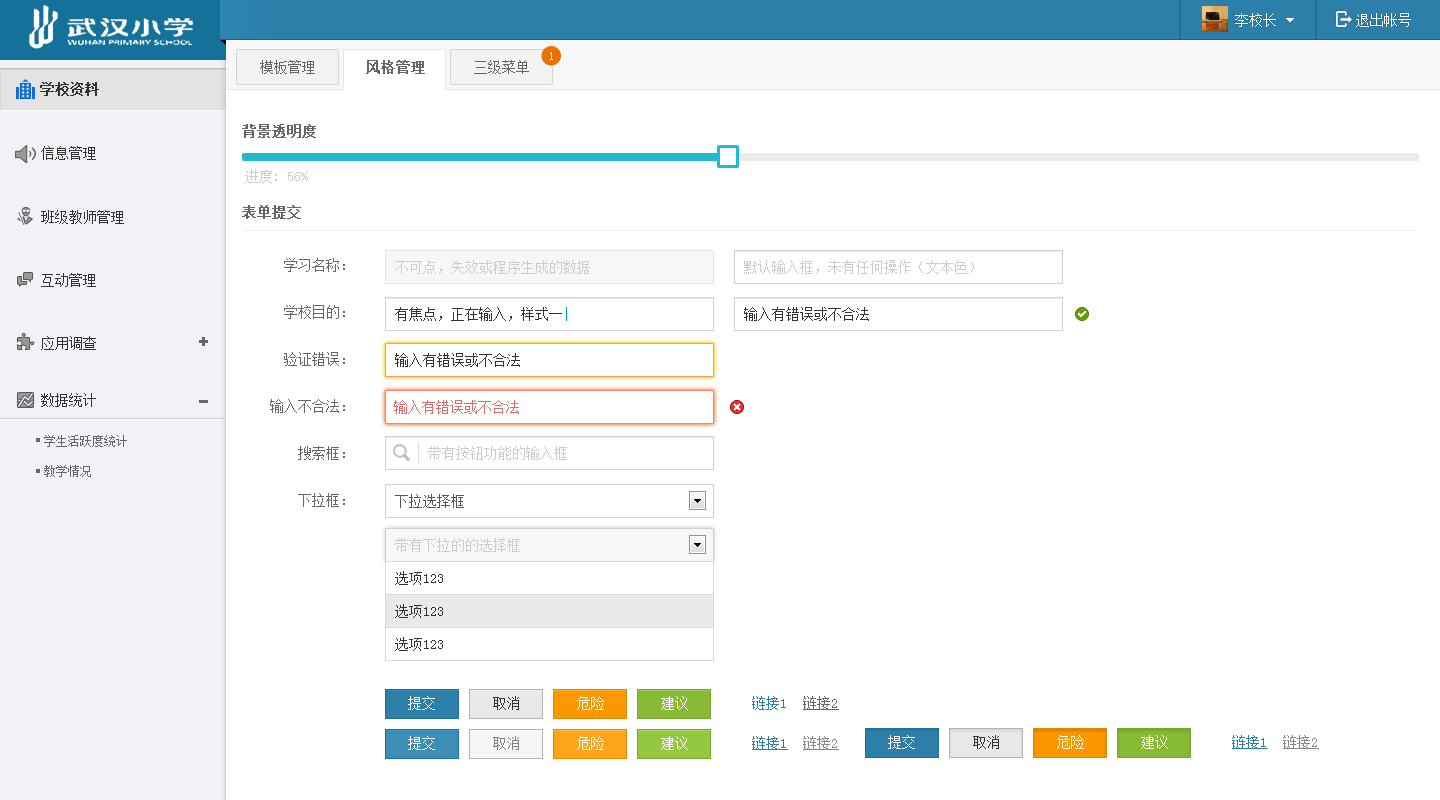 武汉小学
WUHAN PRIMARY SCHOOL
李校长
退出帐号
学校资料
信息管理
班级教师管理
互动管理
应用调查
数据统计
学生活跃度统计
教学情况
模板管理
风格管理
三级菜单
1
背景透明度
进度：56%
表单提交
学习名称：
不可点，失效或程序生成的数据
默认输入框，未有任何操作（文本色）
学校目的：
有焦点，正在输入，样式一
输入有错误或不合法
验证错误：
输入有错误或不合法
输入不合法：
输入有错误或不合法
搜索框：
带有按钮功能的输入框
下拉框：
下拉选择框
带有下拉的的选择框
选项123
选项123
选项123
提交 取消 危险 建议 链接1 链接2
提交 取消 危险 建议 链接1 链接2 提交 取消 危险 建议 链接1 链接2